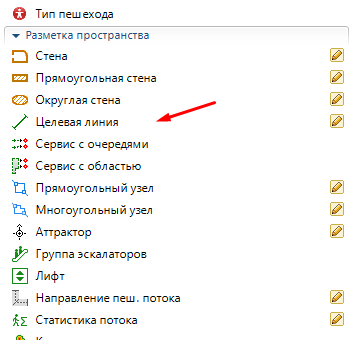 Тип пешехода
Разметка пространства
Стена
Прямоугольная стена
Округлая стена
Целевая линия
Сервис с очередями
Сервис с областью
Прямоугольный узел
Многоугольный узел
Аттрактор
Группа эскалаторов
Лифт
Направление пеш. потока
Статистика потока